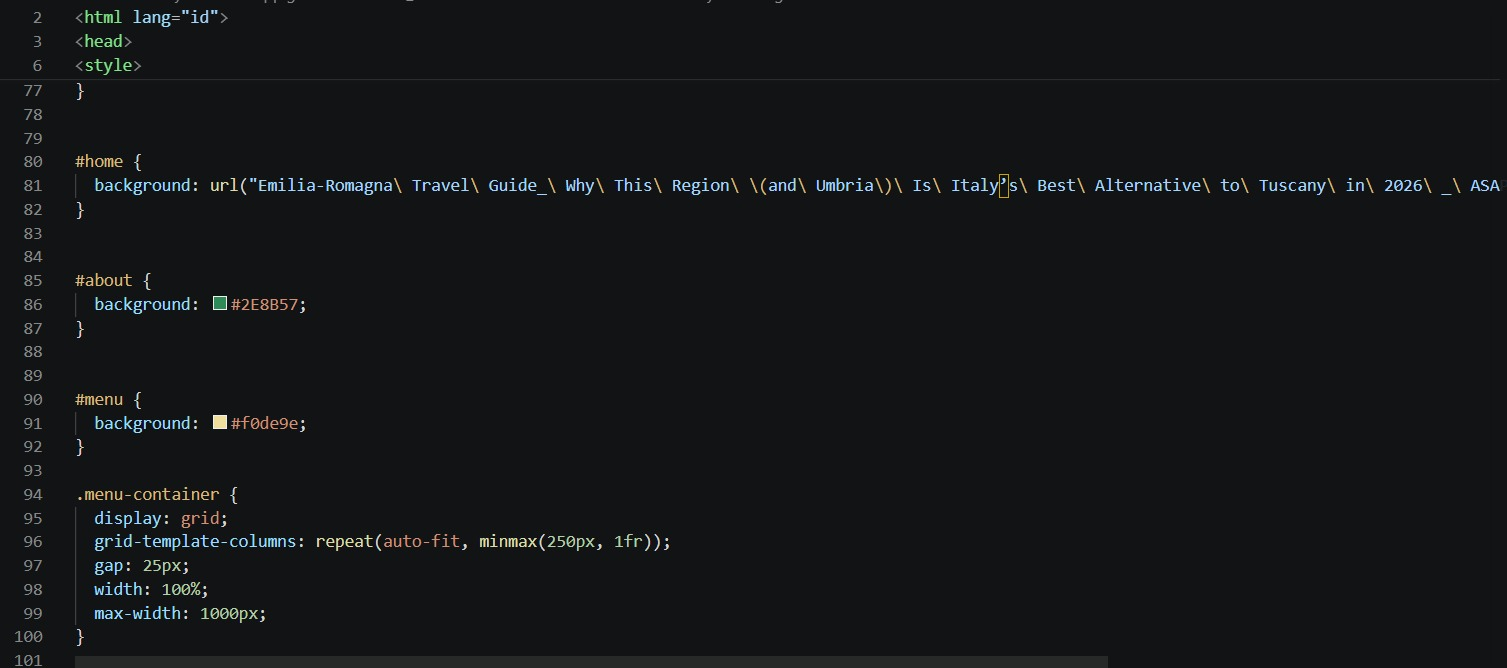 2 <html lang="id">
3 <head>
6 <style>
77 }
78
79
80 #home {
81 background: url("Emilia-Romagna\ Travel\ Guide_\ Why\ This\ Region\ \(and\ Umbria\)\ Is\ Italy’s\ Best\ Alternative\ to\ Tuscany\ in\ 2026\ _\ ASA
82 }
83
84
85 #about {
86 background: #2E8B57;
87 }
88
89
90 #menu {
91 background: #f0de9e;
92 }
93
94 .menu-container {
95 display: grid;
96 grid-template-columns: repeat(auto-fit, minmax(250px, 1fr));
97 gap: 25px;
98 width: 100%;
99 max-width: 1000px;
100 }
101